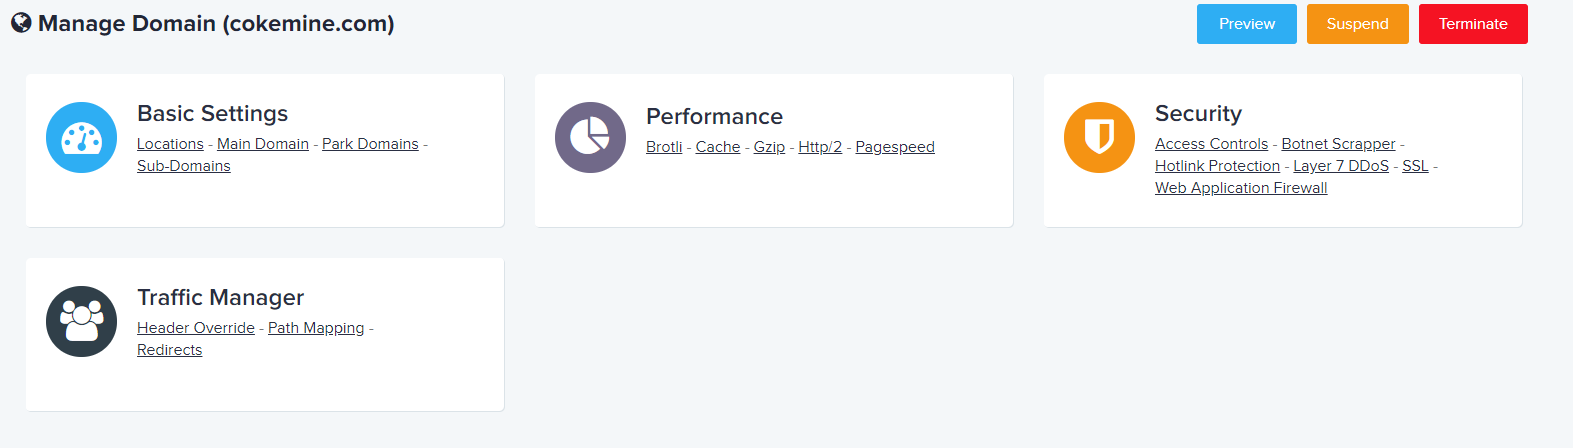 Manage Domain (cokemine.com)
Preview
Suspend
Terminate
Basic Settings
Locations - Main Domain - Park Domains -
Sub-Domains
Performance
Brotli - Cache - Gzip - Http/2 - Pagespeed
Security
Access Controls - Botnet Scrapper -
Hotlink Protection - Layer 7 DDoS - SSL -
Web Application Firewall
Traffic Manager
Header Override - Path Mapping -
Redirects